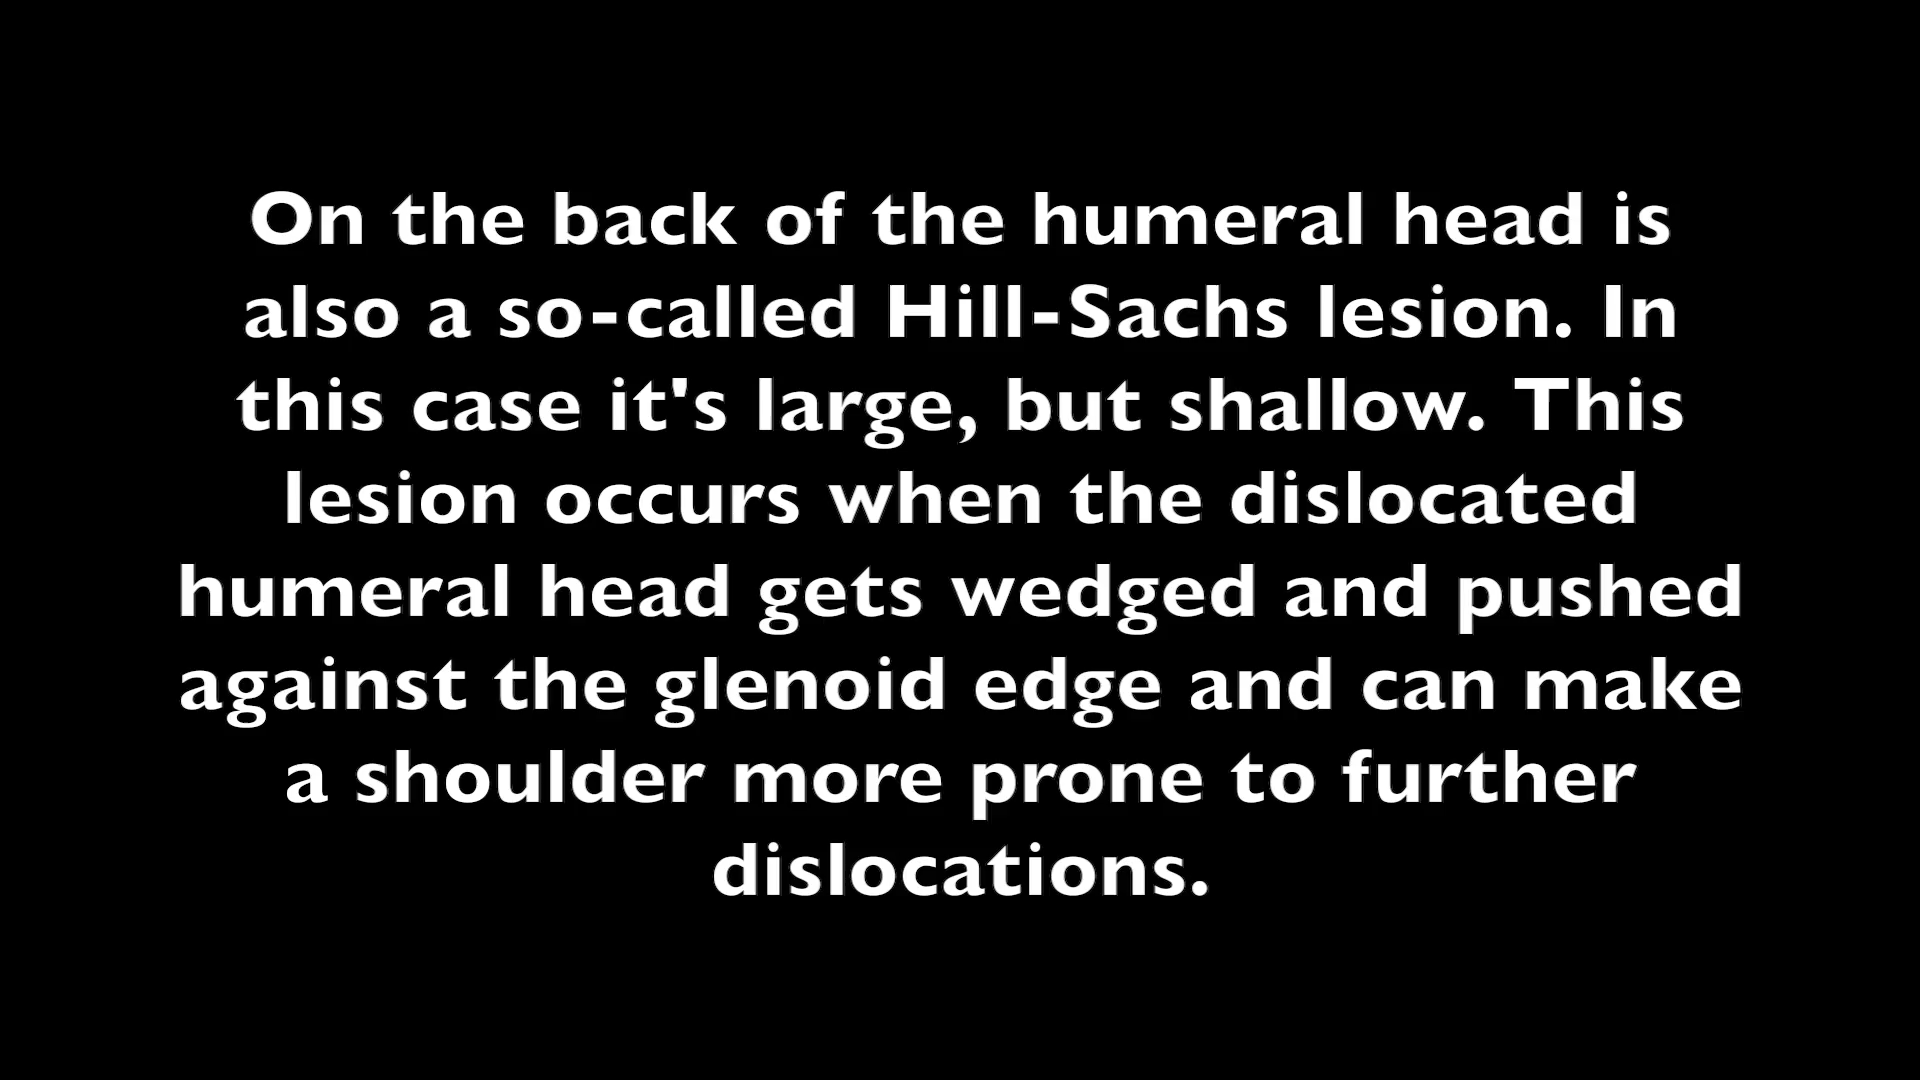 On the back of the humeral head is
also a so-called Hill-Sachs lesion. In
this case it's large, but shallow. This
lesion occurs when the dislocated
humeral head gets wedged and pushed
against the glenoid edge and can make
a shoulder more prone to further
dislocations.